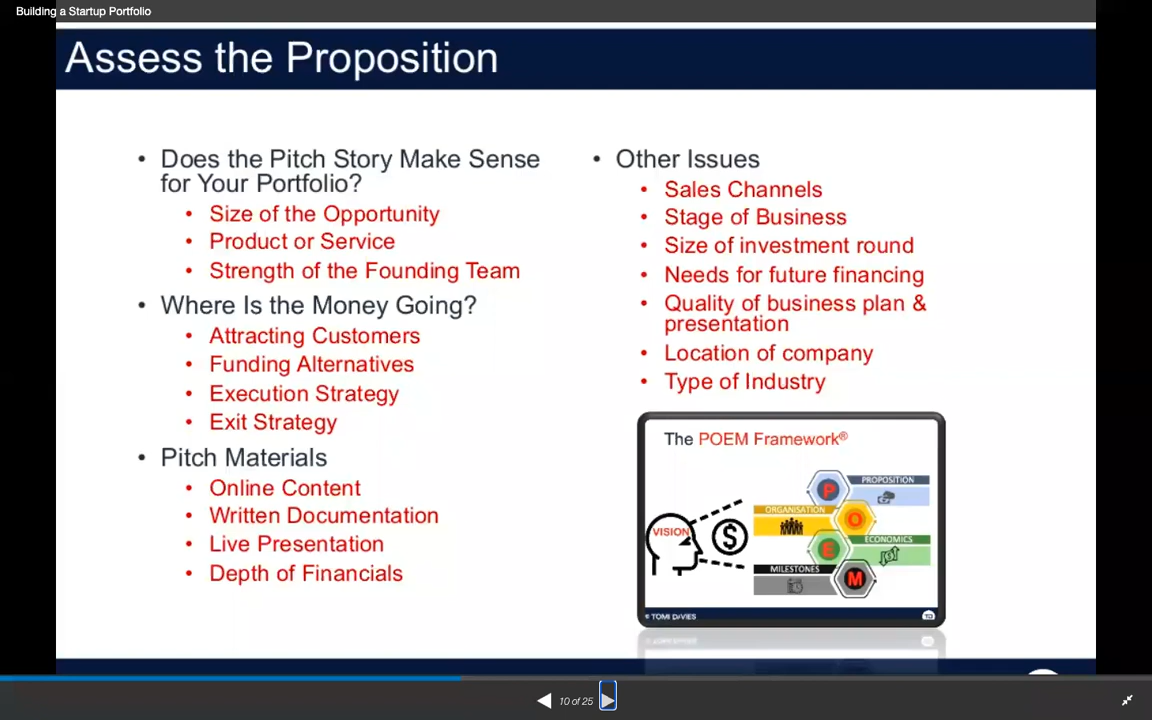 Building a Startup Portfolio
Assess the Proposition
• Does the Pitch Story Make Sense
for Your Portfolio?
• Size of the Opportunity
• Product or Service
• Strength of the Founding Team
• Where Is the Money Going?
• Attracting Customers
• Funding Alternatives
• Execution Strategy
• Exit Strategy
• Pitch Materials
• Online Content
• Written Documentation
• Live Presentation
• Depth of Financials
• Other Issues
• Sales Channels
• Stage of Business
• Size of investment round
• Needs for future financing
• Quality of business plan &
presentation
• Location of company
• Type of Industry
The POEM Framework®
VISION
$
P
PROPOSITION
ORGANISATION
O
E
ECONOMICS
MILESTONES
M
© TOMI DAVIES
TD
10 of 25